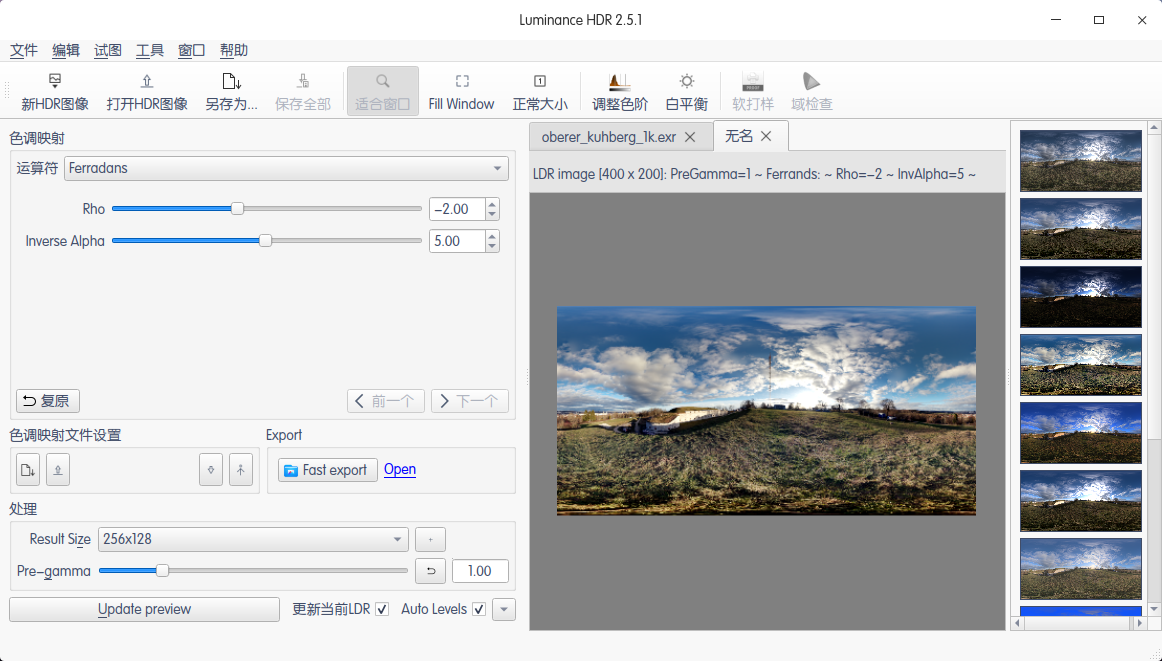 Luminance HDR 2.5.1
文件 编辑 试图 工具 窗口 帮助
新HDR图像 打开HDR图像 另存为... 保存全部 适合窗口 Fill Window 正常大小 调整色阶 白平衡 软打样 域检查
色调映射
运算符 Ferradans
Rho −2.00
Inverse Alpha 5.00
复原 前一个 下一个
色调映射文件设置 Export
Fast export Open
处理
Result Size 256x128
Pre−gamma 1.00
Update preview 更新当前LDR Auto Levels
oberer_kuhberg_1k.exr 无名
LDR image [400 x 200]: PreGamma=1 ~ Ferrands: ~ Rho=−2 ~ InvAlpha=5 ~